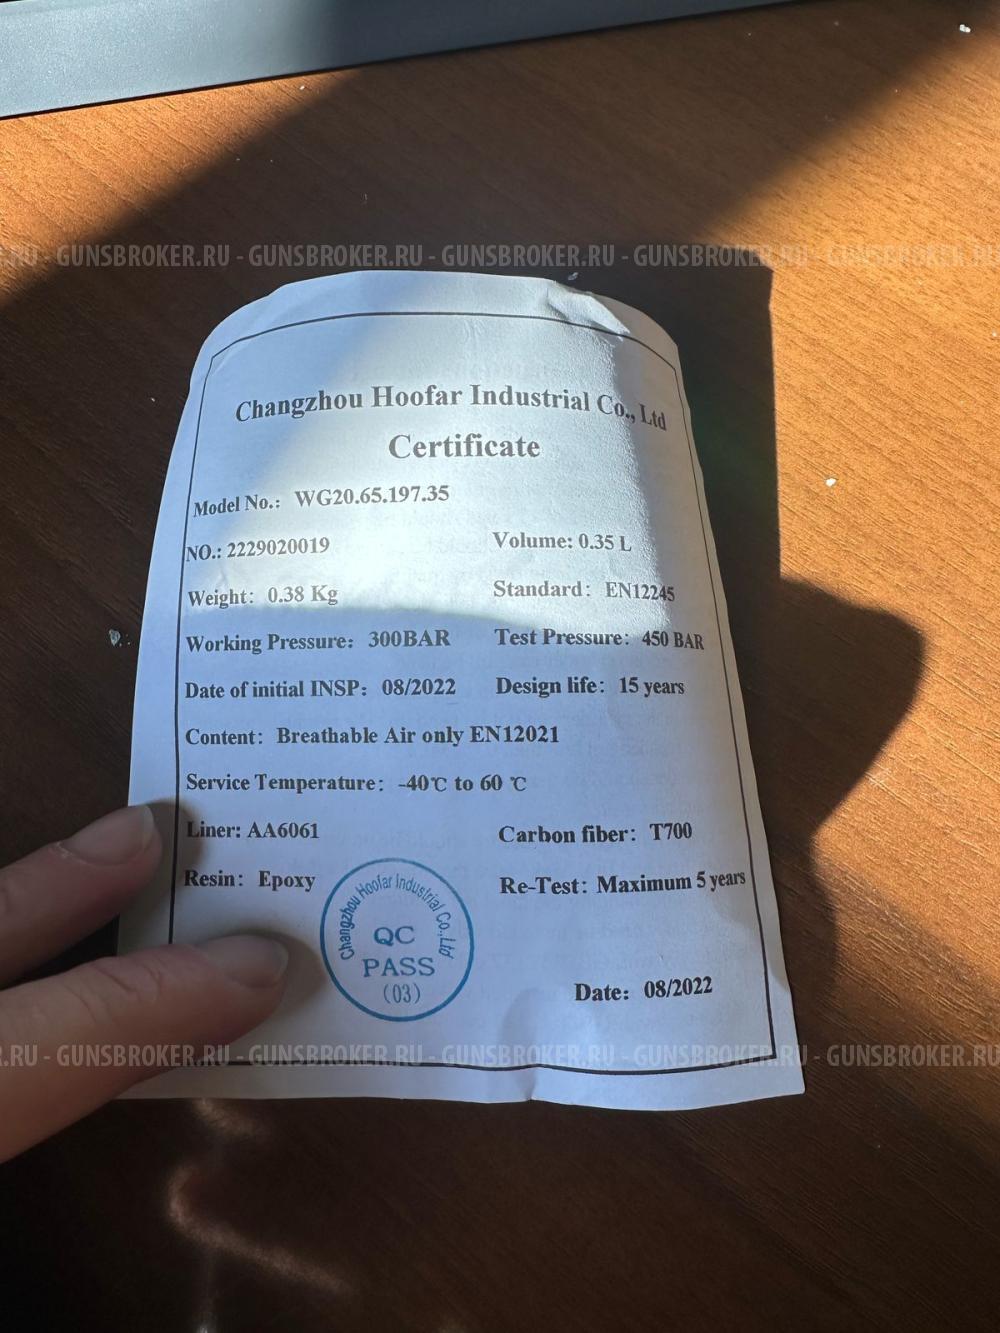 .RU - GUNSBROKER.RU - GUNSBROKER.RU - GUNSBROKER.RU - GUNSBROKER.RU - GUNSBROKER.RU
Changzhou Hoofar Industrial Co., Ltd
Certificate
Model No.: WG20.65.197.35
NO.: 2229020019 Volume: 0.35 L
Weight: 0.38 Kg Standard: EN12245
Working Pressure: 300BAR Test Pressure: 450 BAR
Date of initial INSP: 08/2022 Design life: 15 years
Content: Breathable Air only EN12021
Service Temperature: -40℃ to 60 ℃
Liner: AA6061 Carbon fiber: T700
Resin: Epoxy Re-Test: Maximum 5 years
Changzhou Hoofar Industrial Co.,Ltd
QC
PASS
(03)
Date: 08/2022
.RU - GUNSBROKER.RU - GUNSBROKER.RU - GUNSBROKER.RU - GUNSBROKER.RU - GUNSBROKER.RU